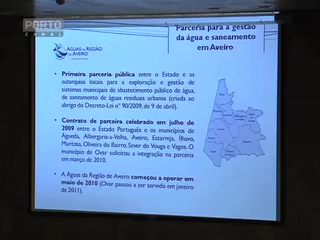 PORTO
CANAL
Parceria para a gestão
da água e saneamento
em Aveiro
ÁGUAS DA REGIÃO
DE AVEIRO
Primeira parceria pública entre o Estado e as
autarquias locais para a exploração e gestão de
sistemas municipais de abastecimento público de água,
de saneamento de águas residuais urbanas (criada ao
abrigo do Decreto-Lei nº 90/2009, de 9 de abril).
Contrato de parceria celebrado em julho de
2009 entre o Estado Português e os municípios de
Águeda, Albergaria-a-Velha, Aveiro, Estarreja, Ílhavo,
Murtosa, Oliveira do Bairro, Sever do Vouga e Vagos. O
município de Ovar solicitou a integração na parceria
em março de 2010.
A Águas da Região de Aveiro começou a operar em
maio de 2010 (Ovar passou a ser servido em janeiro
de 2011).